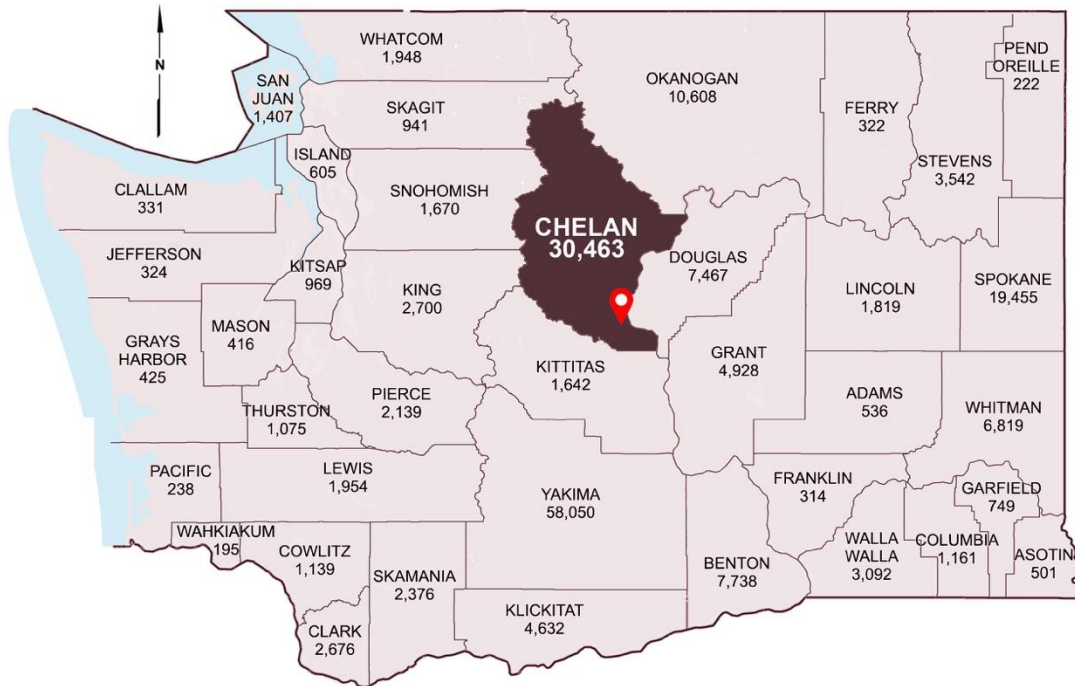 N
WHATCOM
1,948
SAN
JUAN
1,407
SKAGIT
941
OKANOGAN
10,608
FERRY
322
PEND
OREILLE
222
STEVENS
3,542
ISLAND
605
SNOHOMISH
1,670
CLALLAM
331
CHELAN
30,463
JEFFERSON
324
KITSAP
969
KING
2,700
DOUGLAS
7,467
LINCOLN
1,819
SPOKANE
19,455
GRAYS
HARBOR
425
MASON
416
KITTITAS
1,642
GRANT
4,928
PIERCE
2,139
THURSTON
1,075
ADAMS
536
WHITMAN
6,819
PACIFIC
238
LEWIS
1,954
YAKIMA
58,050
FRANKLIN
314
GARFIELD
749
WAHKIAKUM
195
COWLITZ
1,139
SKAMANIA
2,376
BENTON
7,738
WALLA
WALLA
3,092
COLUMBIA
1,161
ASOTIN
501
CLARK
2,676
KLICKITAT
4,632